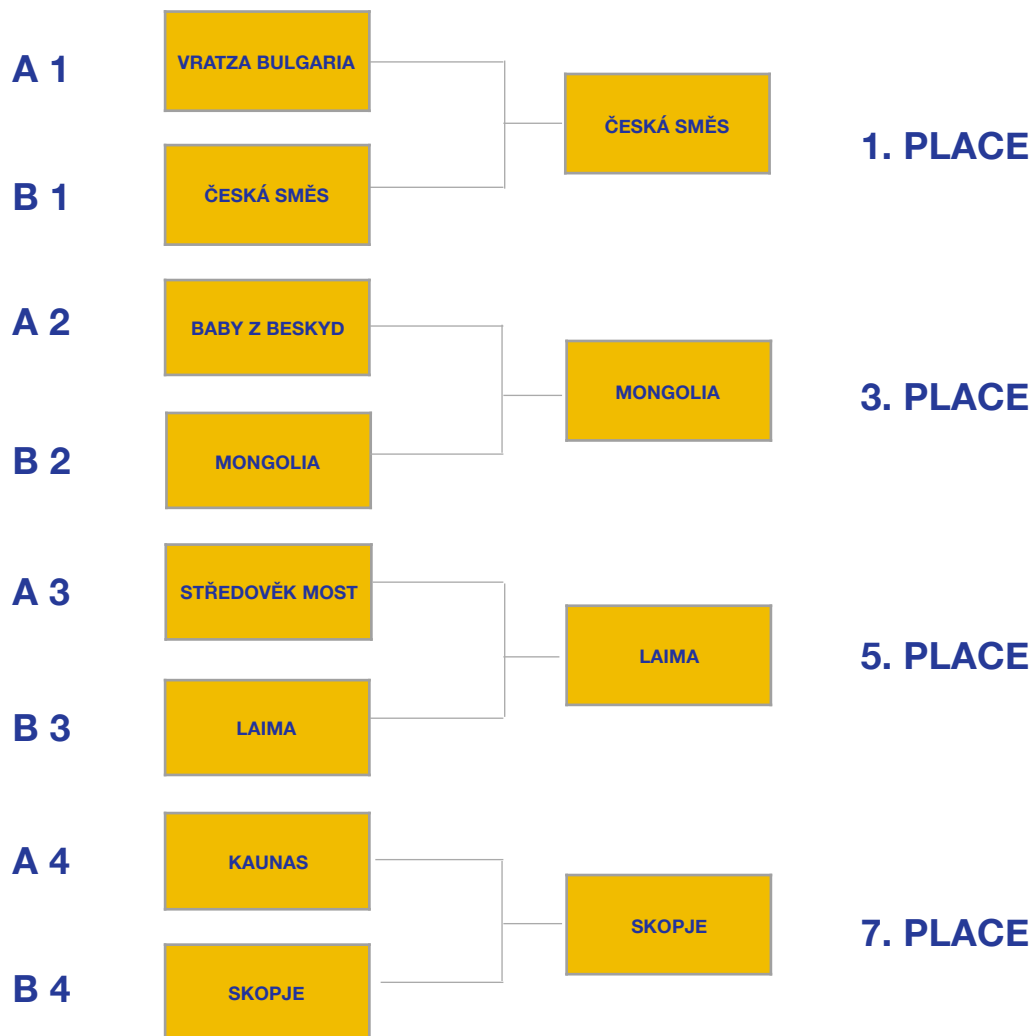 A 1
VRATZA BULGARIA
ČESKÁ SMĚS
1. PLACE
B 1
ČESKÁ SMĚS
A 2
BABY Z BESKYD
MONGOLIA
3. PLACE
B 2
MONGOLIA
A 3
STŘEDOVĚK MOST
LAIMA
5. PLACE
B 3
LAIMA
A 4
KAUNAS
SKOPJE
7. PLACE
B 4
SKOPJE